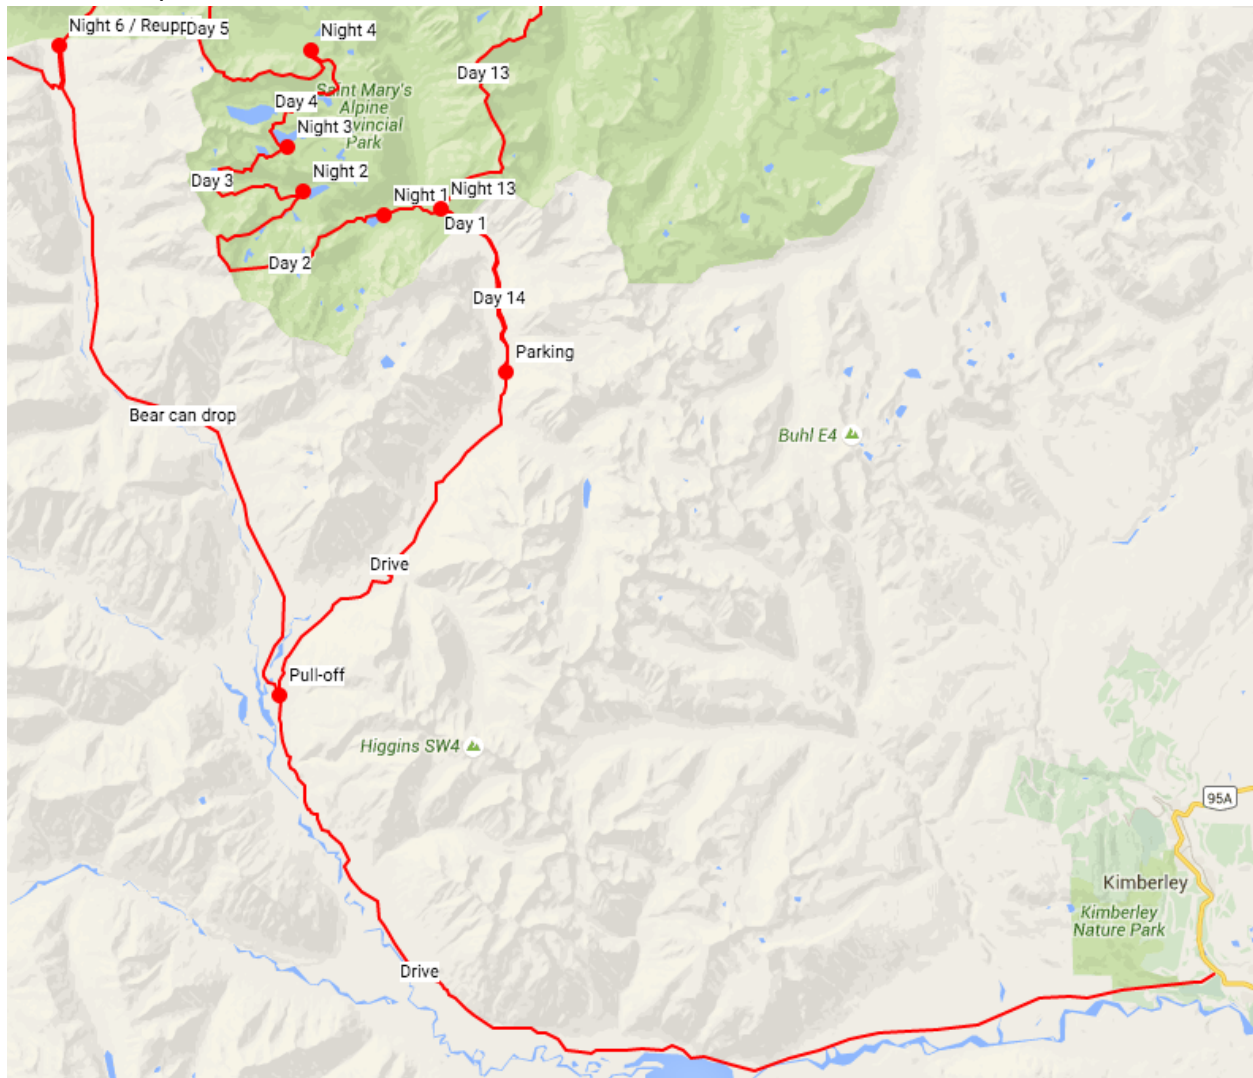 Night 6 / Reupp
Day 5
Night 4
Day 13
Saint Mary's
Alpine
Provincial
Park
Day 4
Night 3
Day 3
Night 2
Night 1
Night 13
Day 1
Day 2
Day 14
Parking
Bear can drop
Buhl E4
Drive
Pull-off
Higgins SW4
95A
Kimberley
Kimberley
Nature Park
Drive